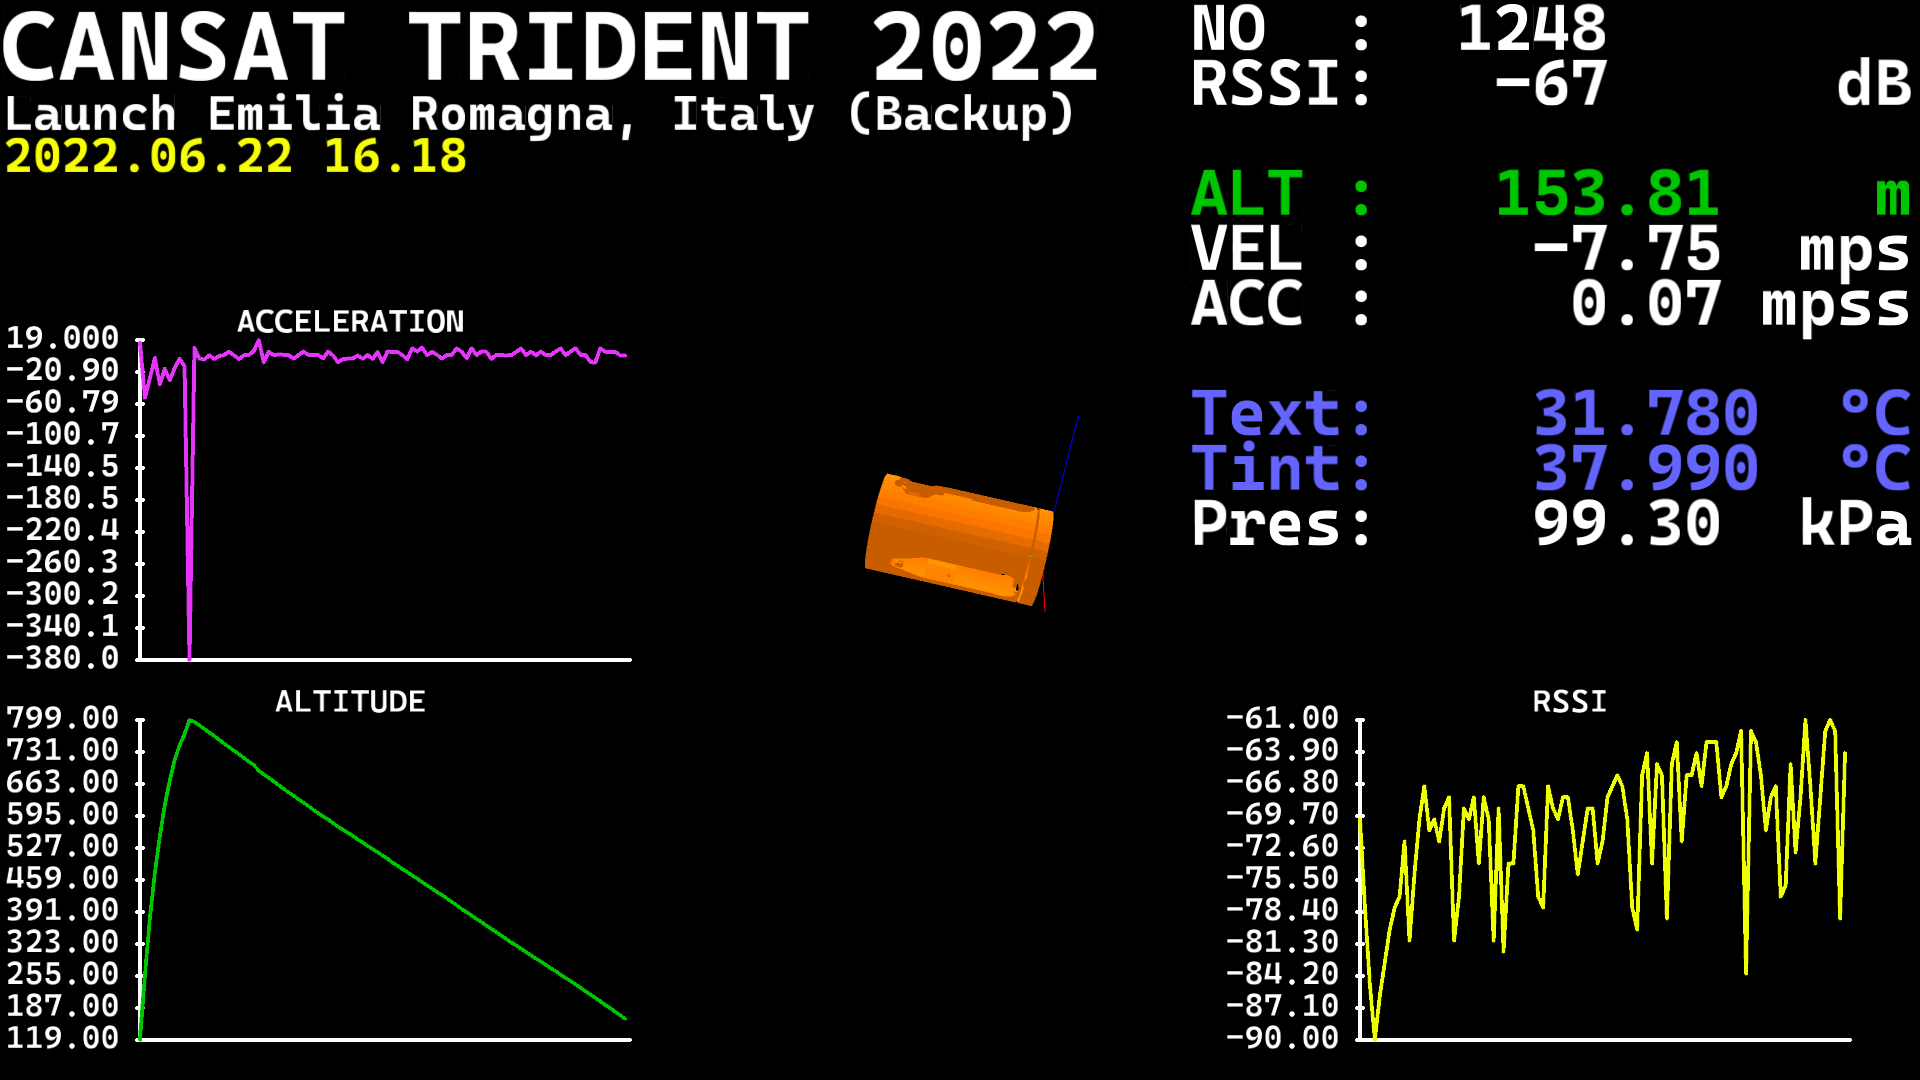 CANSAT TRIDENT 2022
Launch Emilia Romagna, Italy (Backup)
2022.06.22 16.18
NO : 1248
RSSI: −67 dB
ALT : 153.81 m
VEL : −7.75 mps
ACC : 0.07 mpss
Text: 31.780 °C
Tint: 37.990 °C
Pres: 99.30 kPa
ACCELERATION
19.000
−20.90
−60.79
−100.7
−140.5
−180.5
−220.4
−260.3
−300.2
−340.1
−380.0
ALTITUDE
799.00
731.00
663.00
595.00
527.00
459.00
391.00
323.00
255.00
187.00
119.00
RSSI
−61.00
−63.90
−66.80
−69.70
−72.60
−75.50
−78.40
−81.30
−84.20
−87.10
−90.00